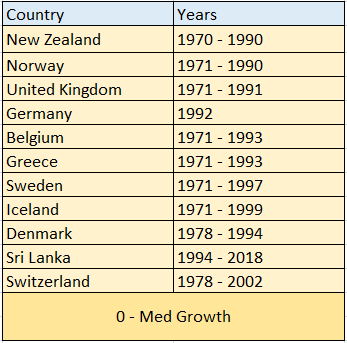 Country Years
New Zealand 1970 - 1990
Norway 1971 - 1990
United Kingdom 1971 - 1991
Germany 1992
Belgium 1971 - 1993
Greece 1971 - 1993
Sweden 1971 - 1997
Iceland 1971 - 1999
Denmark 1978 - 1994
Sri Lanka 1994 - 2018
Switzerland 1978 - 2002
0 - Med Growth